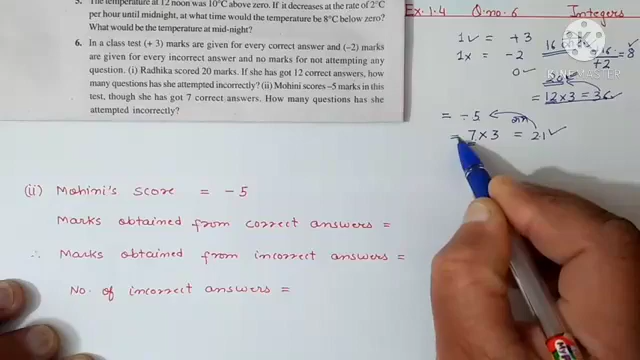 5. The temperature at 12 noon was 10°C above zero. If it decreases at the rate of 2°C
per hour until midnight, at what time would the temperature be 8°C below zero?
What would be the temperature at mid-night?
6. In a class test (+ 3) marks are given for every correct answer and (–2) marks
are given for every incorrect answer and no marks for not attempting any
question. (i) Radhika scored 20 marks. If she has got 12 correct answers, how
many questions has she attempted incorrectly? (ii) Mohini scores –5 marks in this
test, though she has got 7 correct answers. How many questions has she
attempted incorrectly?
Ex. 1.4 Q. no. 6 Integers
1✓ = + 3
1x = - 2
0✓
= 8
= 12 × 3 = 36
= - 5
= 7 × 3 = 21 ✓
(ii) Mohini's score = - 5
Marks obtained from correct answers =
∴ Marks obtained from incorrect answers =
No. of incorrect answers =